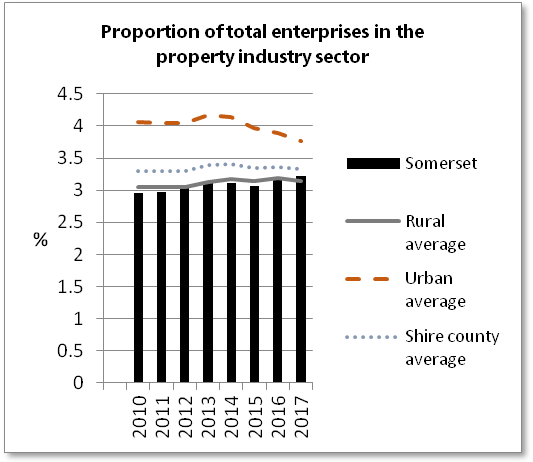 Proportion of total enterprises in the
property industry sector
4.5
4
3.5
3
2.5
2
1.5
1
0.5
0
%
2010
2011
2012
2013
2014
2015
2016
2017
Somerset
Rural
average
Urban
average
Shire county
average